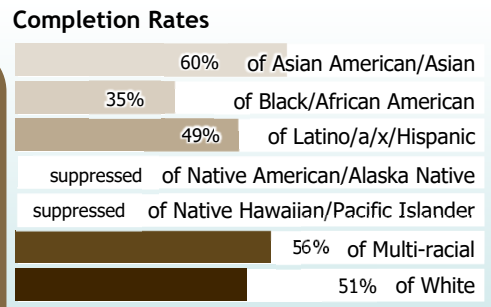 Completion Rates
60% of Asian American/Asian
35% of Black/African American
49% of Latino/a/x/Hispanic
suppressed of Native American/Alaska Native
suppressed of Native Hawaiian/Pacific Islander
56% of Multi-racial
51% of White